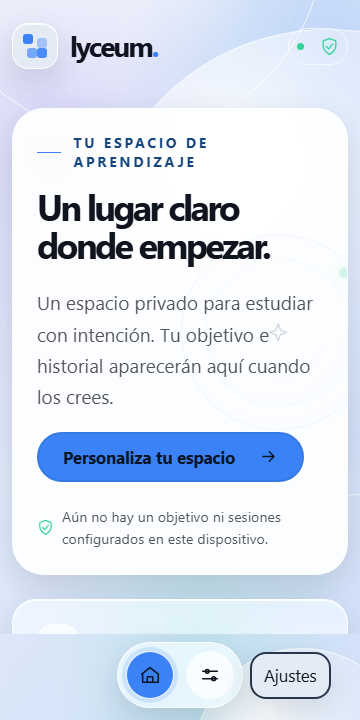 lyceum.
TU ESPACIO DE
APRENDIZAJE
Un lugar claro
donde empezar.
Un espacio privado para estudiar
con intención. Tu objetivo e
historial aparecerán aquí cuando
los crees.
Personaliza tu espacio →
Aún no hay un objetivo ni sesiones
configurados en este dispositivo.
Ajustes